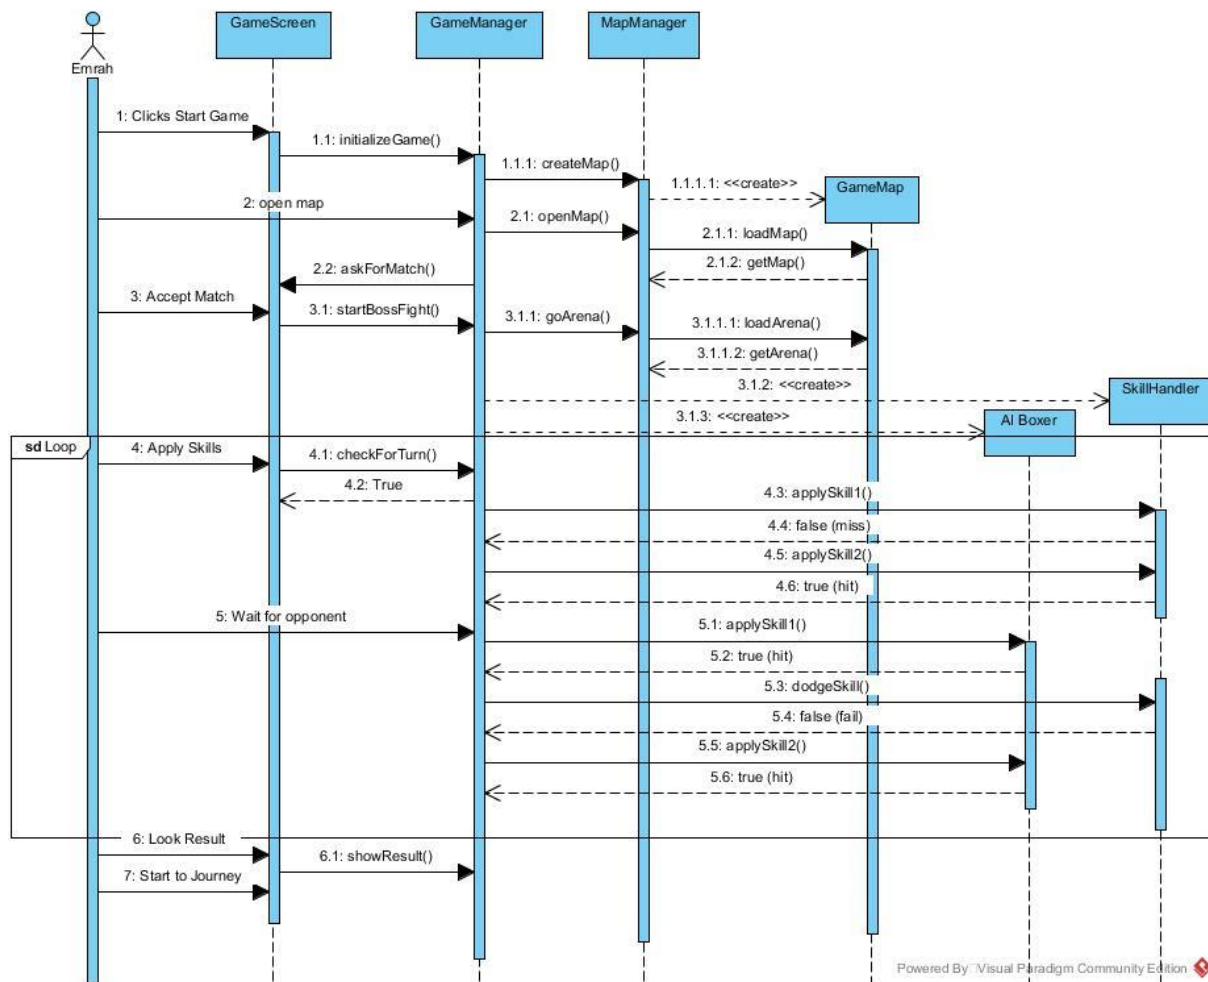 GameScreen
GameManager
MapManager
Emrah
1: Clicks Start Game
1.1: initializeGame()
1.1.1: createMap()
1.1.1.1: <<create>>
GameMap
2: open map
2.1: openMap()
2.1.1: loadMap()
2.1.2: getMap()
2.2: askForMatch()
3: Accept Match
3.1: startBossFight()
3.1.1: goArena()
3.1.1.1: loadArena()
3.1.1.2: getArena()
3.1.2: <<create>>
SkillHandler
3.1.3: <<create>>
AI Boxer
sd Loop
4: Apply Skills
4.1: checkForTurn()
4.2: True
4.3: applySkill1()
4.4: false (miss)
4.5: applySkill2()
4.6: true (hit)
5: Wait for opponent
5.1: applySkill1()
5.2: true (hit)
5.3: dodgeSkill()
5.4: false (fail)
5.5: applySkill2()
5.6: true (hit)
6: Look Result
6.1: showResult()
7: Start to Journey
Powered By Visual Paradigm Community Edition